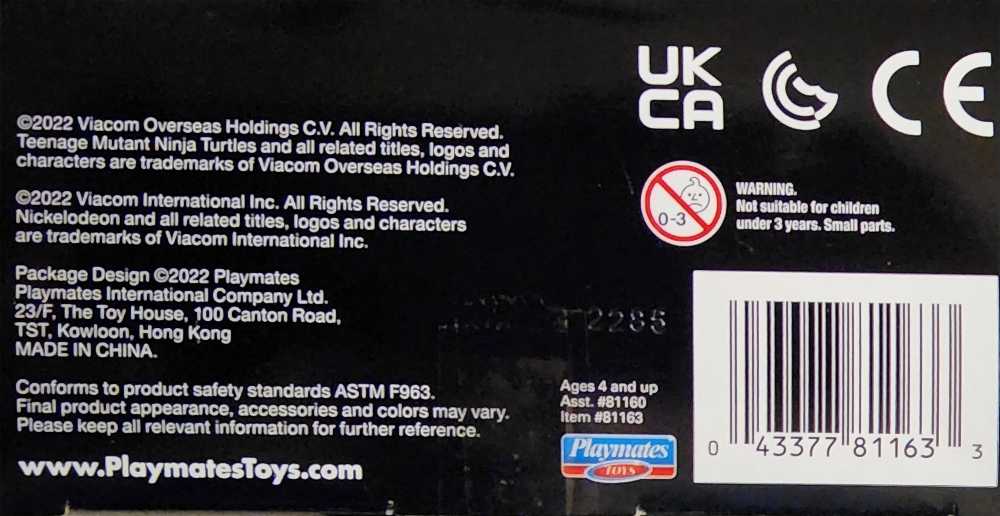 ©2022 Viacom Overseas Holdings C.V. All Rights Reserved.
Teenage Mutant Ninja Turtles and all related titles, logos and
characters are trademarks of Viacom Overseas Holdings C.V.
©2022 Viacom International Inc. All Rights Reserved.
Nickelodeon and all related titles, logos and characters
are trademarks of Viacom International Inc.
Package Design ©2022 Playmates
Playmates International Company Ltd.
23/F, The Toy House, 100 Canton Road,
TST, Kowloon, Hong Kong
MADE IN CHINA.
Conforms to product safety standards ASTM F963.
Final product appearance, accessories and colors may vary.
Please keep all relevant information for further reference.
www.PlaymatesToys.com
UK
CA
CE
0-3
WARNING.
Not suitable for children
under 3 years. Small parts.
Ages 4 and up
Asst. #81160
Item #81163
Playmates
TOYS
0 43377 81163 3